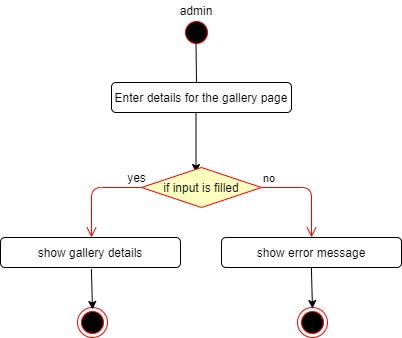 admin
Enter details for the gallery page
yes
if input is filled
no
show gallery details
show error message